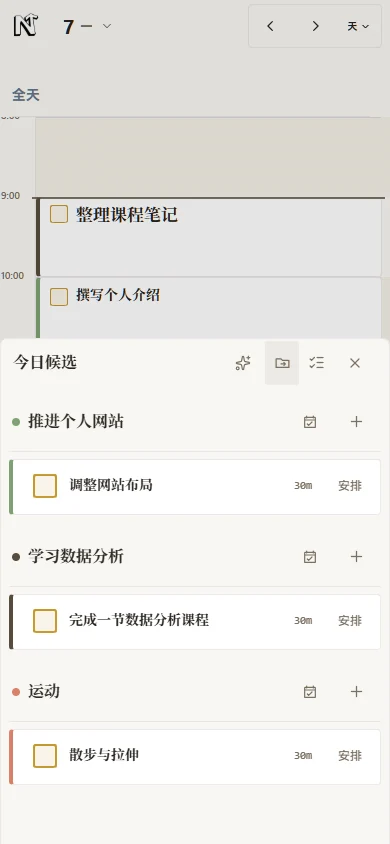 7 一
天
全天
9:00
整理课程笔记
10:00
撰写个人介绍
今日候选
推进个人网站
调整网站布局 30m 安排
学习数据分析
完成一节数据分析课程 30m 安排
运动
散步与拉伸 30m 安排